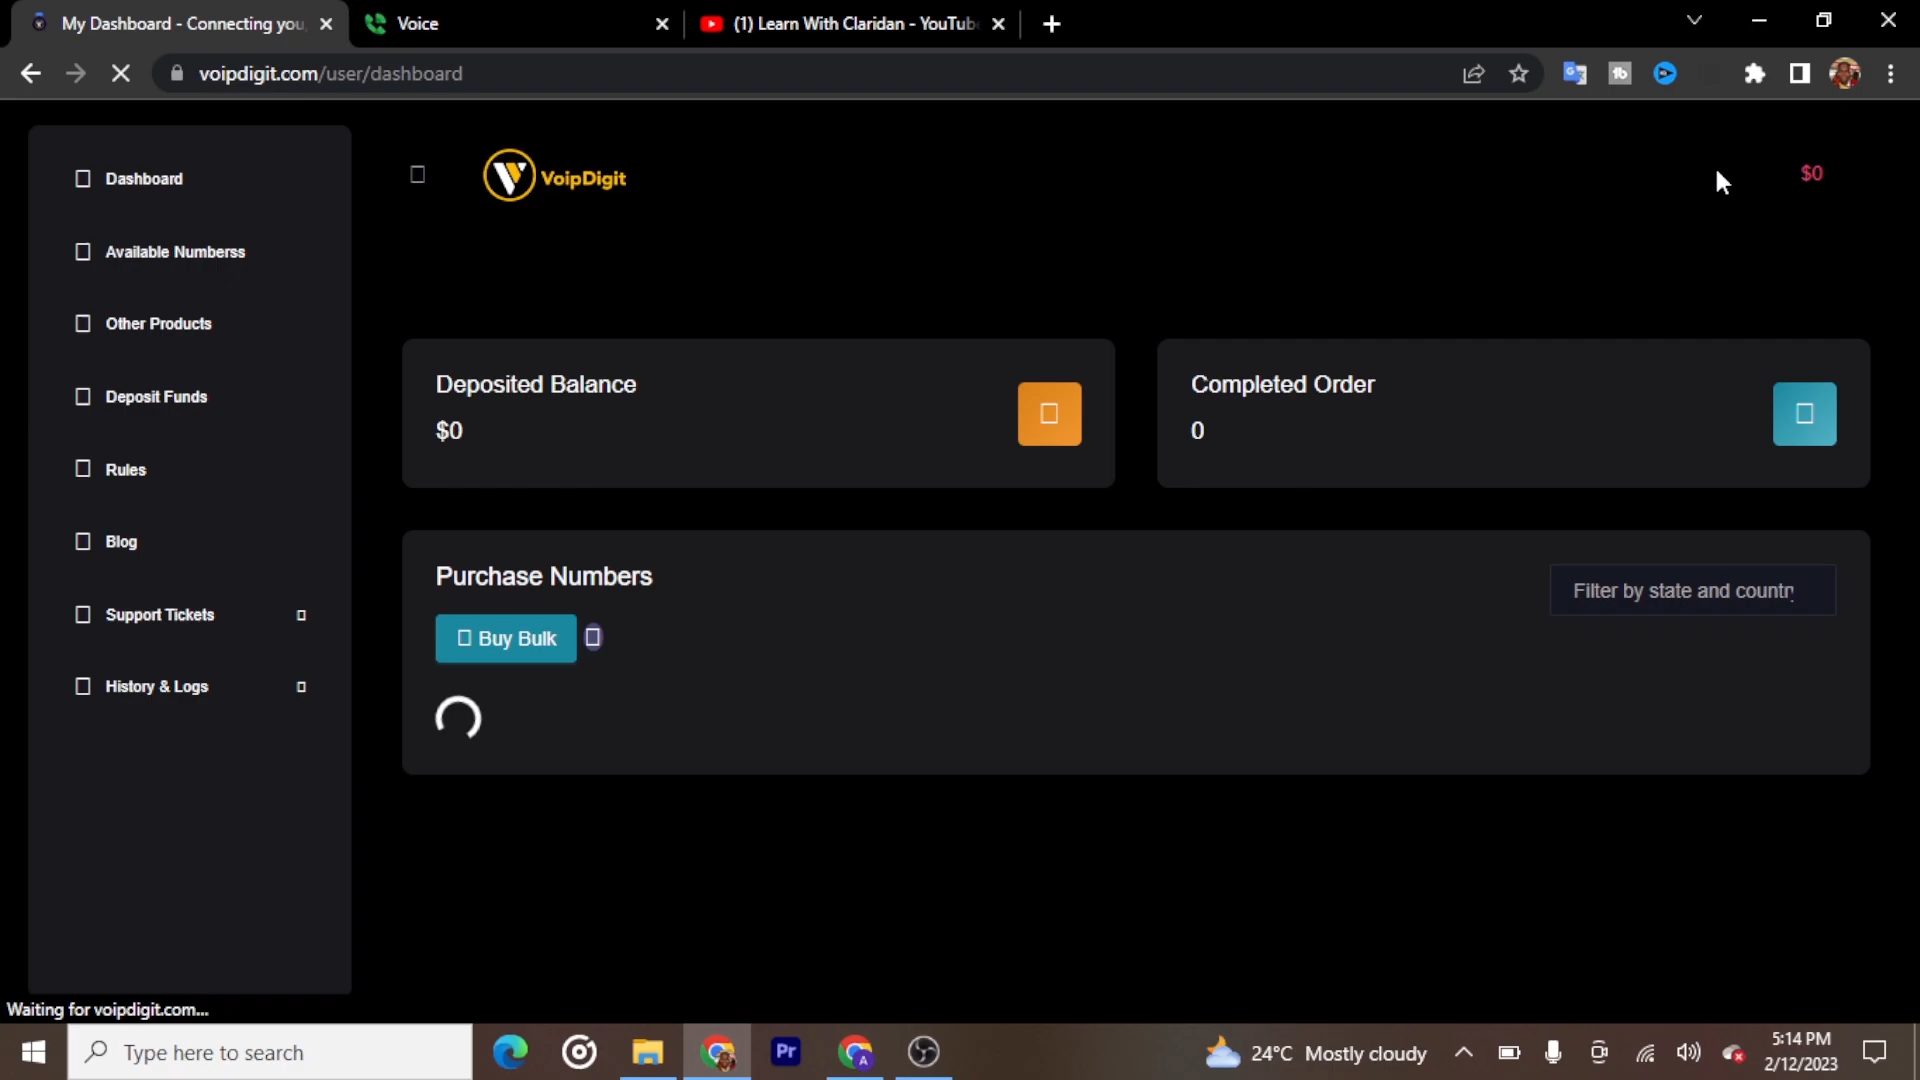 My Dashboard - Connecting you
Voice
(1) Learn With Claridan - YouTub
voipdigit.com/user/dashboard
Dashboard
Available Numberss
Other Products
Deposit Funds
Rules
Blog
Support Tickets
History & Logs
VoipDigit
$0
Deposited Balance
$0
Completed Order
0
Purchase Numbers
Filter by state and country
Buy Bulk
Waiting for voipdigit.com...
Type here to search
Pr
A
24°C Mostly cloudy
5:14 PM
2/12/2023